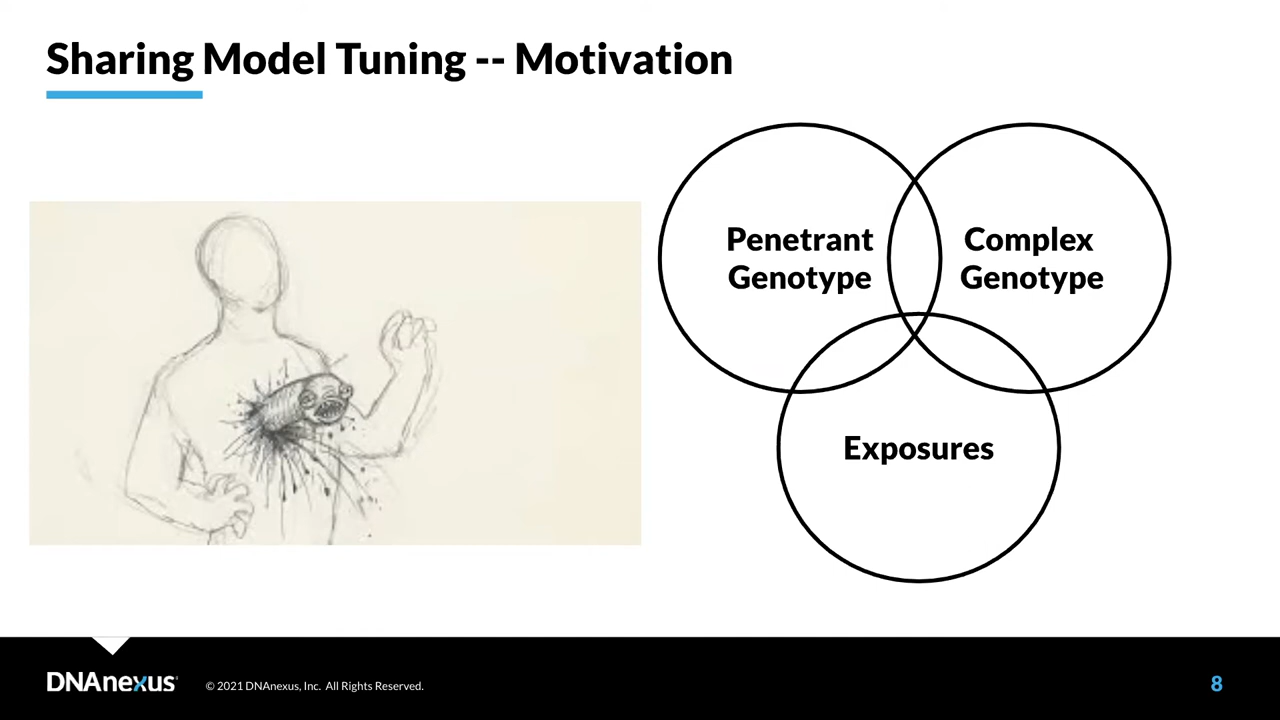 Sharing Model Tuning -- Motivation
Penetrant
Genotype
Complex
Genotype
Exposures
DNAnexus
© 2021 DNAnexus, Inc. All Rights Reserved.
8